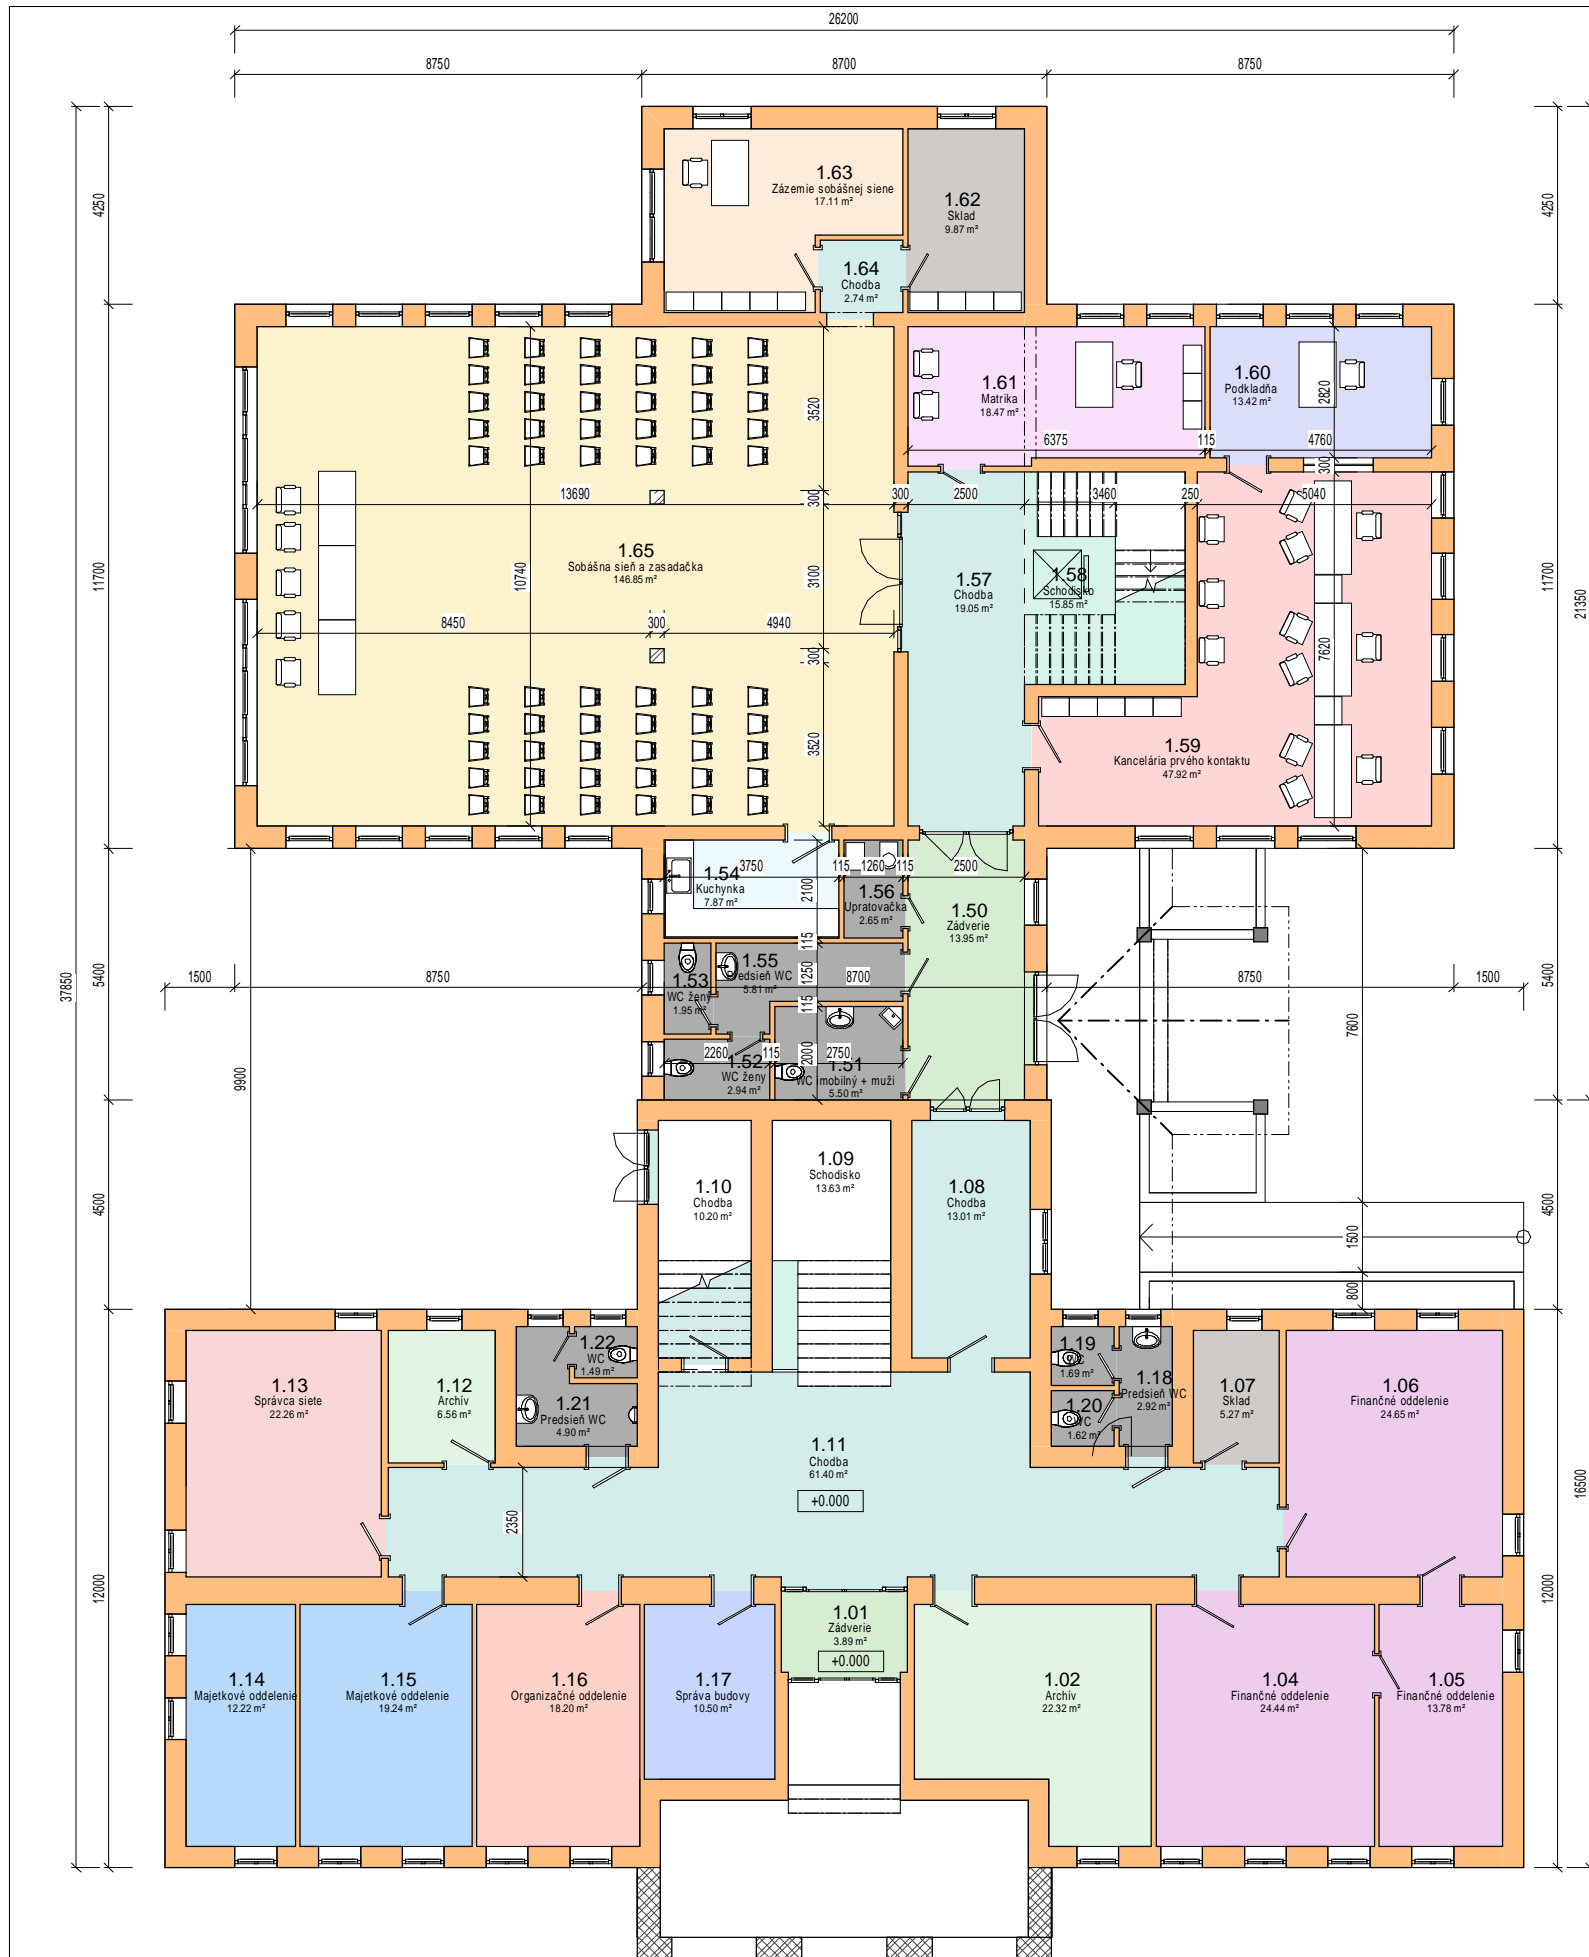 26200
8750
8700
8750
4250
4250
1.63
Zázemie sobášnej siene
17.11 m²
1.62
Sklad
9.87 m²
1.64
Chodba
2.74 m²
1.61
Matrika
18.47 m²
1.60
Podkladňa
13.42 m²
2820
3520
6375
115
4760
300
13690
300
300
2500
3460
250
5040
1.65
Sobášna sieň a zasadačka
146.85 m²
10740
3100
1.57
Chodba
19.05 m²
1.58
Schodisko
15.85 m²
11700
11700
21350
8450
300
4940
300
7620
3520
1.59
Kancelária prvého kontaktu
47.92 m²
3750
115
1260
115
2500
1.54
Kuchynka
7.87 m²
2100
1.56
Upratovačka
2.65 m²
1.50
Zádverie
13.95 m²
115
1.55
Predsieň WC
5.81 m²
1250
8700
1.53
WC ženy
1.95 m²
115
37850
5400
1500
8750
8750
1500
5400
7600
2260
115
2000
2750
1.52
WC ženy
2.94 m²
1.51
WC imobilný + muži
5.50 m²
9900
1.10
Chodba
10.20 m²
1.09
Schodisko
13.63 m²
1.08
Chodba
13.01 m²
4500
4500
1500
800
1.13
Správca siete
22.26 m²
1.12
Archív
6.56 m²
1.22
WC
1.49 m²
1.21
Predsieň WC
4.90 m²
1.19
WC
1.69 m²
1.18
Predsieň WC
2.92 m²
1.20
WC
1.62 m²
1.07
Sklad
5.27 m²
1.06
Finančné oddelenie
24.65 m²
1.11
Chodba
61.40 m²
+0.000
2350
16500
12000
12000
1.01
Zádverie
3.89 m²
+0.000
1.14
Majetkové oddelenie
12.22 m²
1.15
Majetkové oddelenie
19.24 m²
1.16
Organizačné oddelenie
18.20 m²
1.17
Správa budovy
10.50 m²
1.02
Archív
22.32 m²
1.04
Finančné oddelenie
24.44 m²
1.05
Finančné oddelenie
13.78 m²